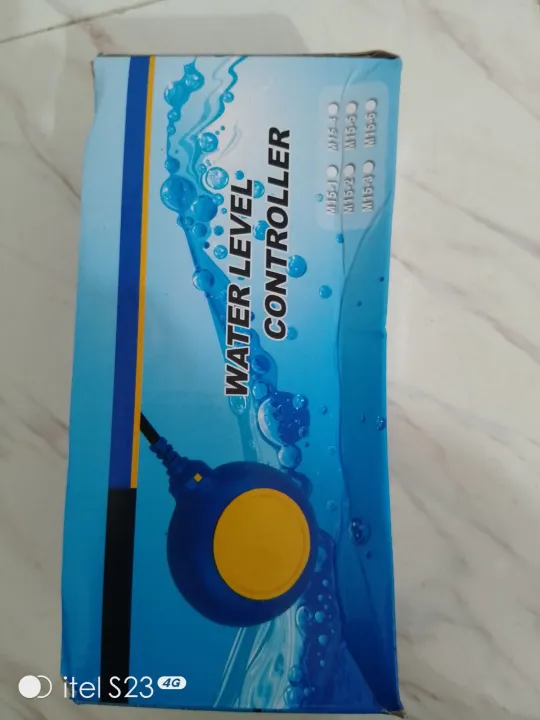 WATER LEVEL
CONTROLLER
M15-1 M15-4
M15-2 M15-5
M15-3 M15-6
itel S23 4G